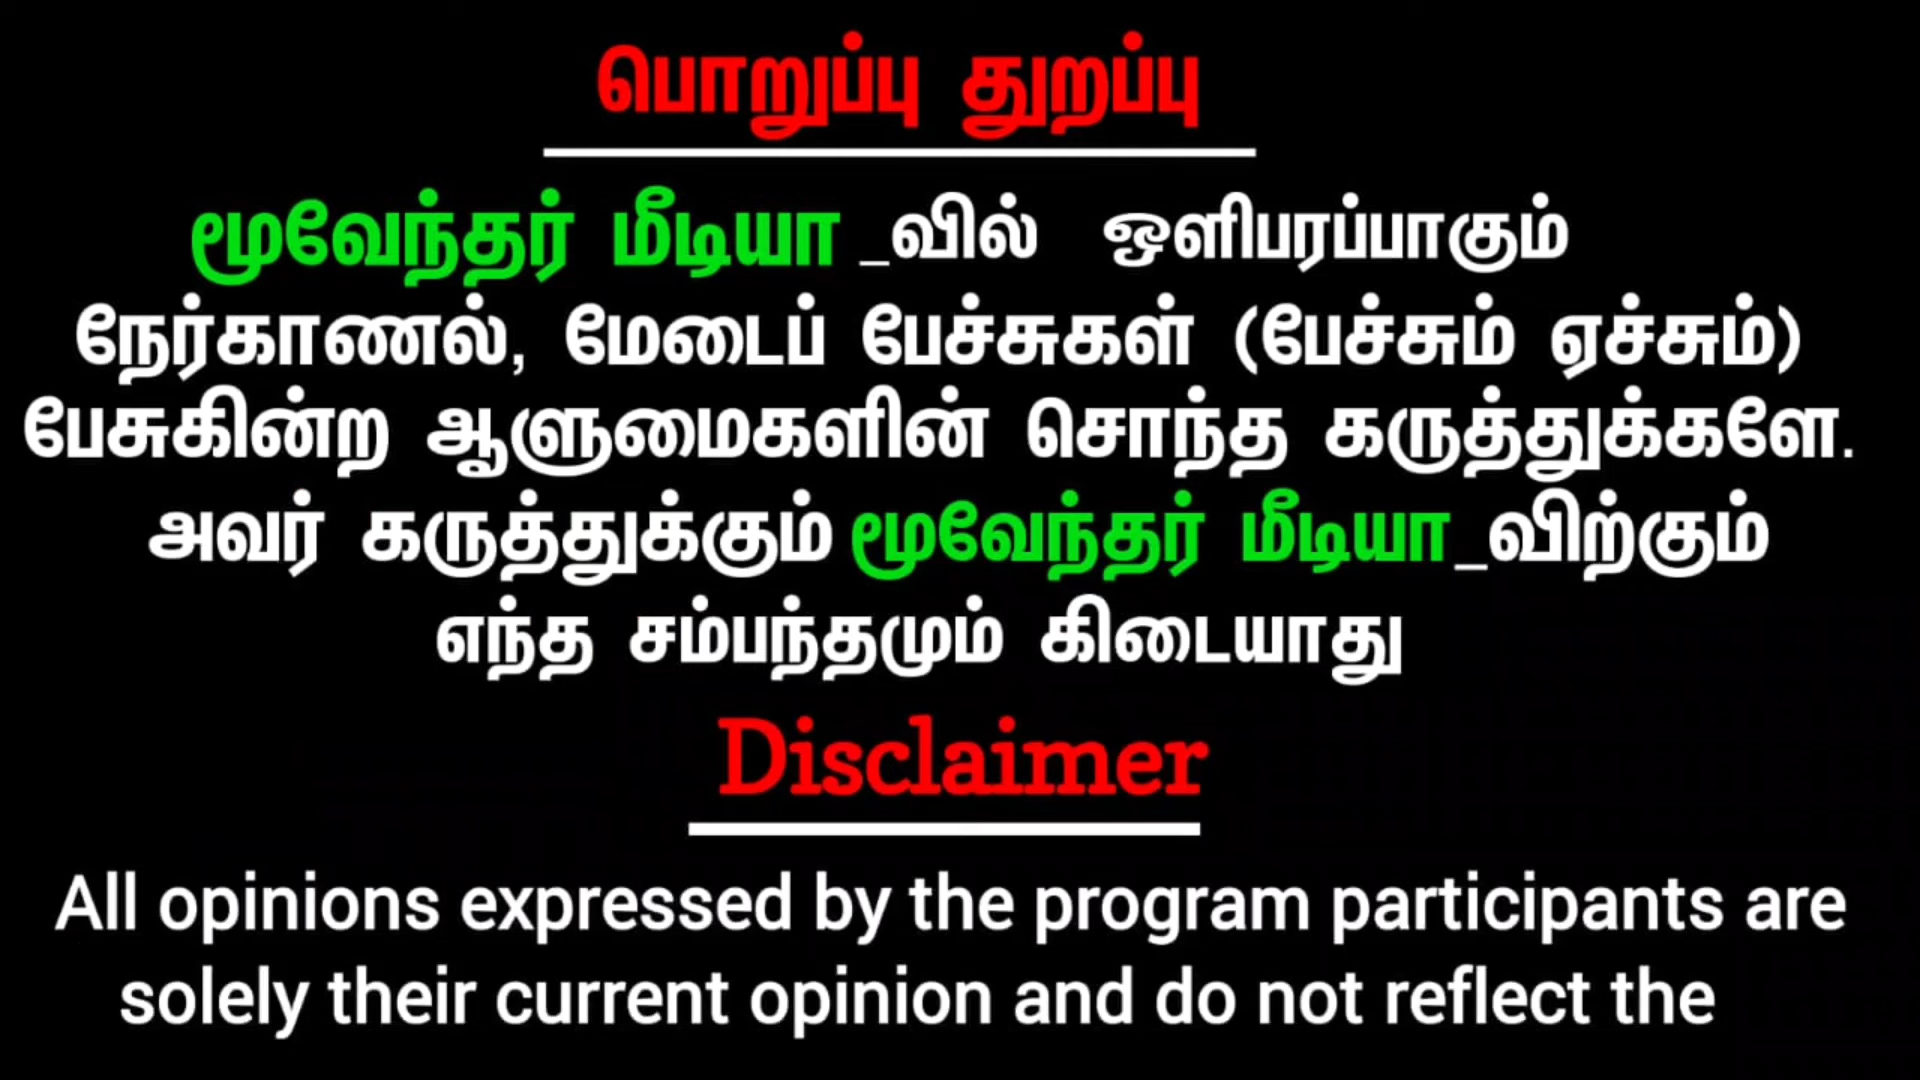 பொறுப்பு துறப்பு
மூவேந்தர் மீடியா _வில் ஒளிபரப்பாகும்
நேர்காணல், மேடைப் பேச்சுகள் (பேச்சும் ஏச்சும்)
பேசுகின்ற ஆளுமைகளின் சொந்த கருத்துக்களே.
அவர் கருத்துக்கும் மூவேந்தர் மீடியா_விற்கும்
எந்த சம்பந்தமும் கிடையாது
Disclaimer
All opinions expressed by the program participants are
solely their current opinion and do not reflect the